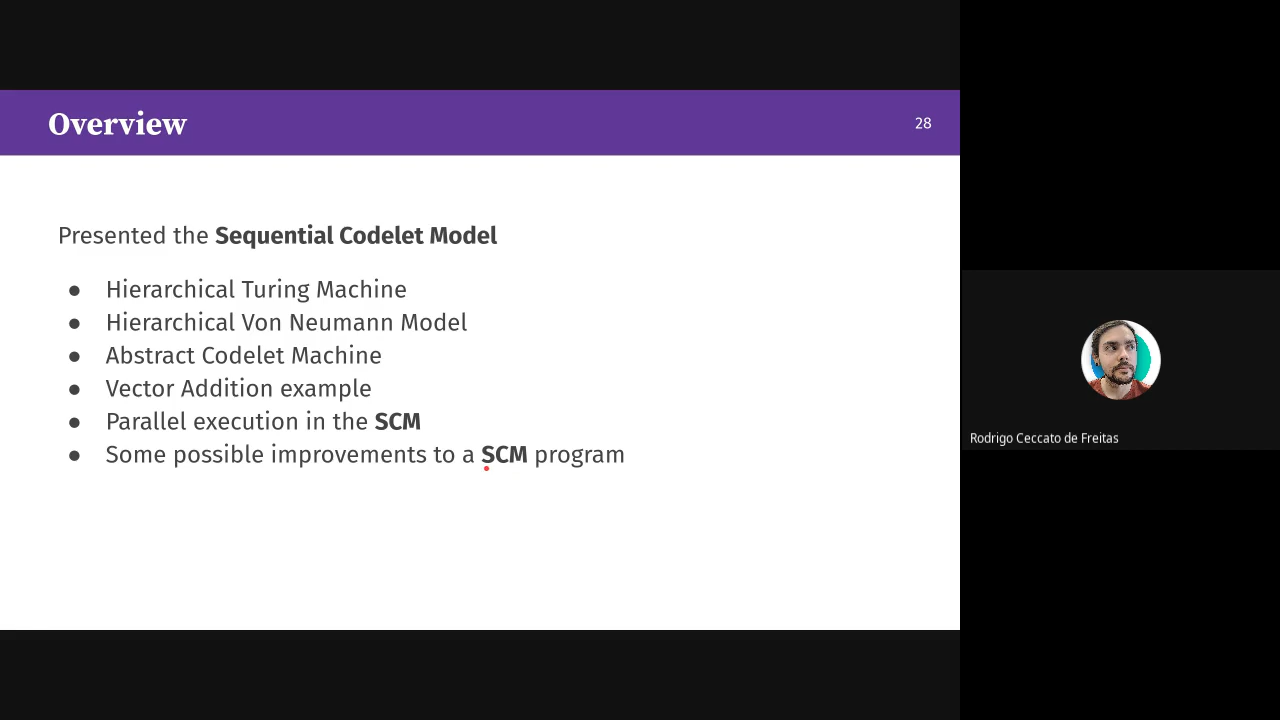 Overview
28
Presented the Sequential Codelet Model
● Hierarchical Turing Machine
● Hierarchical Von Neumann Model
● Abstract Codelet Machine
● Vector Addition example
● Parallel execution in the SCM
● Some possible improvements to a SCM program
Rodrigo Ceccato de Freitas